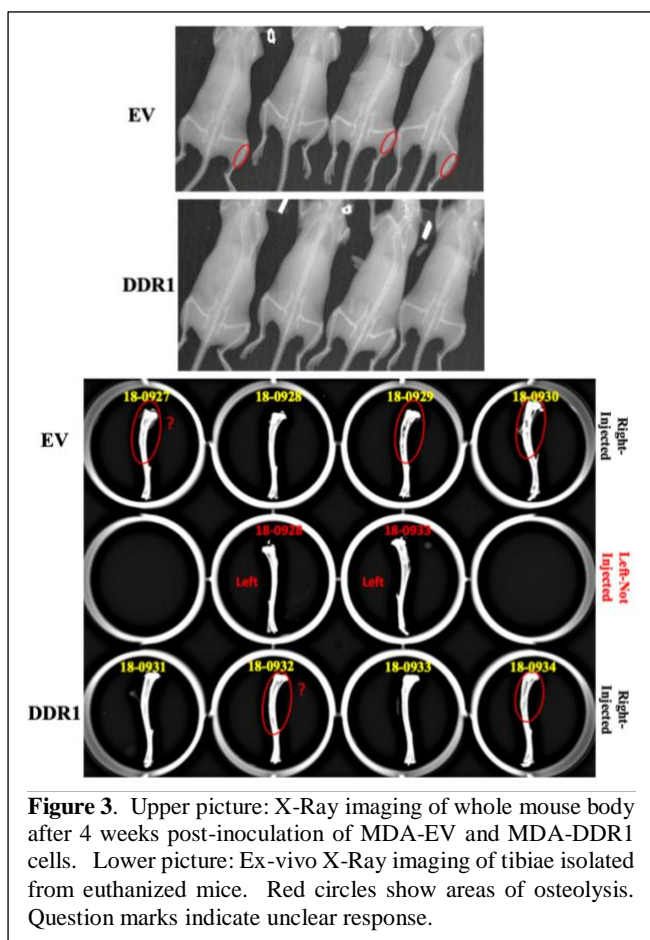 EV
DDR1
18-0927 18-0928 18-0929 18-0930
EV
?
Right-
Injected
18-0928 18-0933
Left Left
Left-Not
Injected
18-0931 18-0932 18-0933 18-0934
?
DDR1
Right-
Injected
Figure 3. Upper picture: X-Ray imaging of whole mouse body
after 4 weeks post-inoculation of MDA-EV and MDA-DDR1
cells. Lower picture: Ex-vivo X-Ray imaging of tibiae isolated
from euthanized mice. Red circles show areas of osteolysis.
Question marks indicate unclear response.